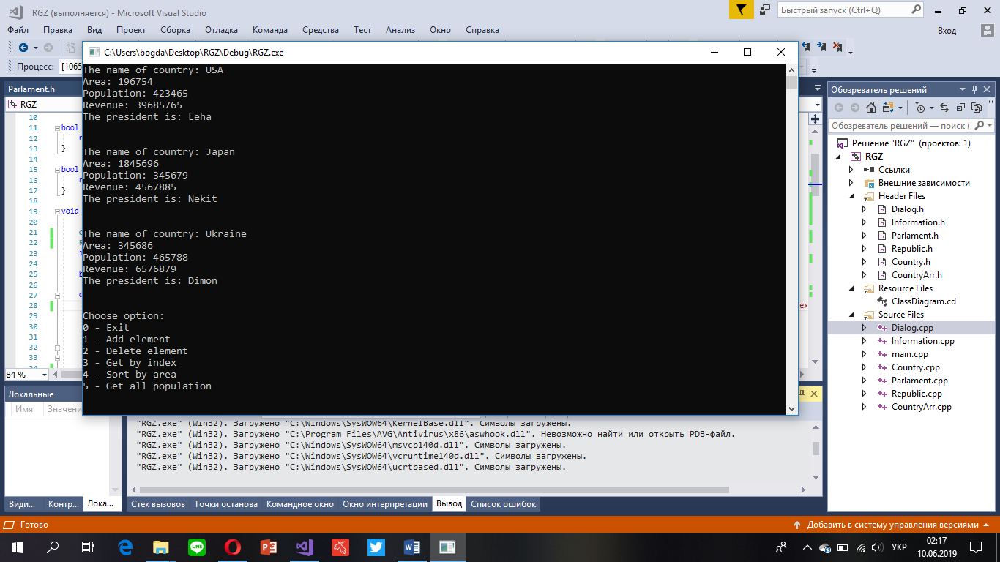 RGZ (выполняется) - Microsoft Visual Studio
Быстрый запуск (Ctrl+Q)
Файл Правка Вид Проект Сборка Отладка Команда Средства Тест Анализ Окно Справка
Вход
Процесс: [1065
C:\Users\bogda\Desktop\RGZ\Debug\RGZ.exe
The name of country: USA
Area: 196754
Population: 423465
Revenue: 39685765
The president is: Leha
The name of country: Japan
Area: 1845696
Population: 345679
Revenue: 4567885
The president is: Nekit
The name of country: Ukraine
Area: 345686
Population: 465788
Revenue: 6576879
The president is: Dimon
Choose option:
0 - Exit
1 - Add element
2 - Delete element
3 - Get by index
4 - Sort by area
5 - Get all population
Parlament.h
RGZ
10
11 bool
12
13 }
14
15 bool
16
17 }
18
19 void
20
21
22
23
24
25
26
27
28
29
30
31
32
33
84 %
Обозреватель решений
Обозреватель решений — поиск (
Решение "RGZ" (проектов: 1)
RGZ
Ссылки
Внешние зависимости
Header Files
Dialog.h
Information.h
Parlament.h
Republic.h
Country.h
CountryArr.h
Resource Files
ClassDiagram.cd
Source Files
Dialog.cpp
Information.cpp
main.cpp
Country.cpp
Parlament.cpp
Republic.cpp
CountryArr.cpp
Локальные
Имя Значени
"RGZ.exe" (Win32). Загружено "C:\Windows\SysWOW64\KernelBase.dll". Символы загружены.
"RGZ.exe" (Win32). Загружено "C:\Program Files\AVG\Antivirus\x86\aswhook.dll". Невозможно найти или открыть PDB-файл.
"RGZ.exe" (Win32). Загружено "C:\Windows\SysWOW64\msvcp140d.dll". Символы загружены.
"RGZ.exe" (Win32). Загружено "C:\Windows\SysWOW64\vcruntime140d.dll". Символы загружены.
"RGZ.exe" (Win32). Загружено "C:\Windows\SysWOW64\ucrtbased.dll". Символы загружены.
Види... Контр... Лока...
Стек вызовов Точки останова Командное окно Окно интерпретации Вывод Список ошибок
Готово
Добавить в систему управления версиями
УКР
02:17
10.06.2019